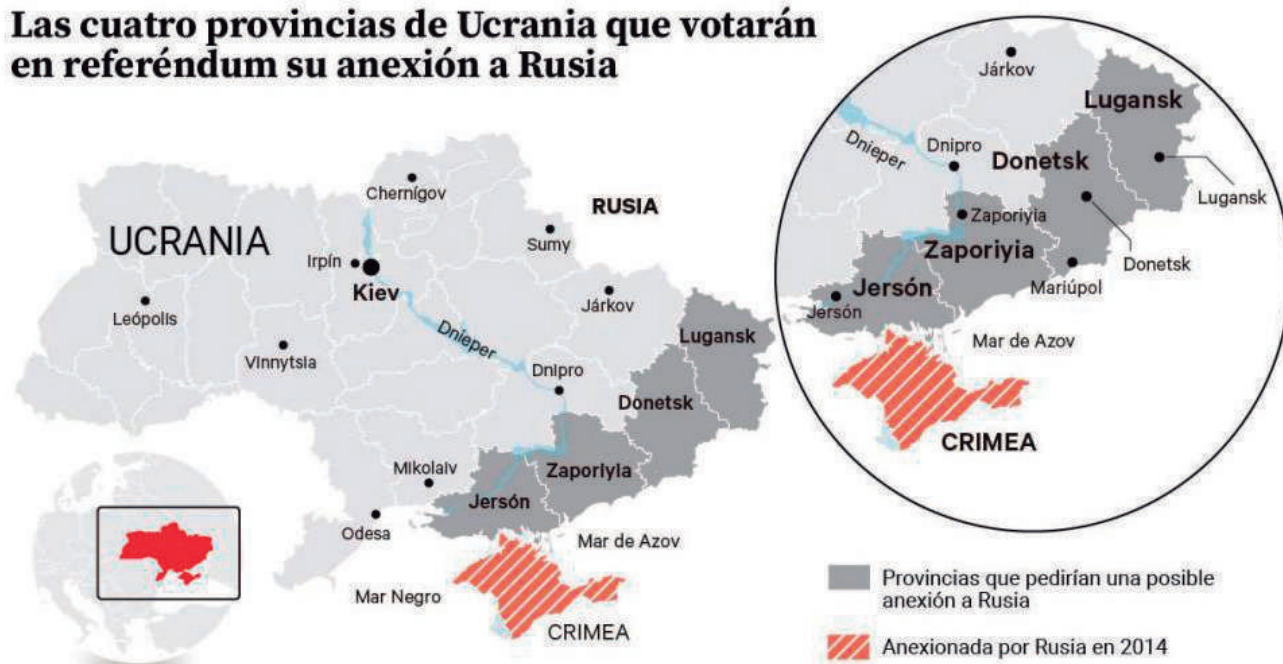 Las cuatro provincias de Ucrania que votarán
en referéndum su anexión a Rusia
UCRANIA
Chernígov
RUSIA
Sumy
Irpín
Kiev
Leópolis
Vinnytsia
Járkov
Dnieper
Lugansk
Dnipro
Donetsk
Mikolaiv
Zaporiyia
Jersón
Odesa
Mar de Azov
Mar Negro
CRIMEA
Járkov
Lugansk
Dnieper
Dnipro
Donetsk
Lugansk
Zaporiyia
Zaporiyia
Donetsk
Mariúpol
Jersón
Jersón
Mar de Azov
CRIMEA
Provincias que pedirían una posible
anexión a Rusia
Anexionada por Rusia en 2014